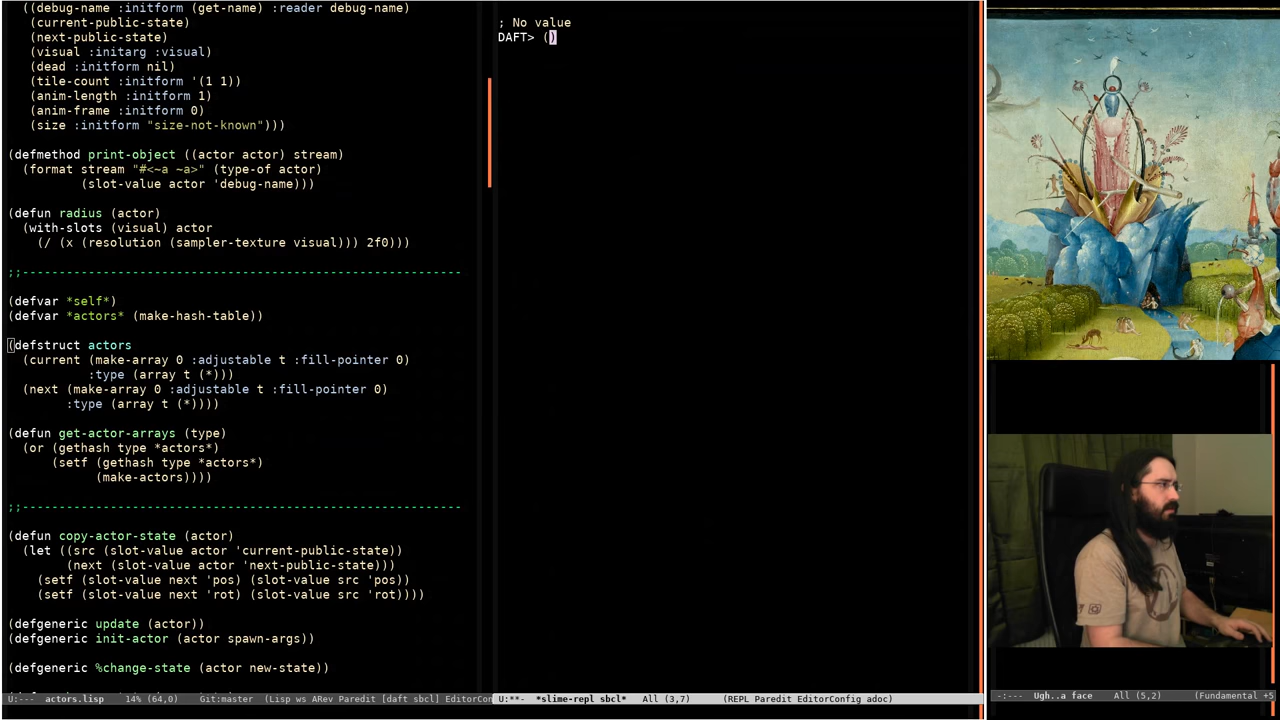 ((debug-name :initform (get-name) :reader debug-name)
(current-public-state)
(next-public-state)
(visual :initarg :visual)
(dead :initform nil)
(tile-count :initform '(1 1))
(anim-length :initform 1)
(anim-frame :initform 0)
(size :initform "size-not-known")))
(defmethod print-object ((actor actor) stream)
(format stream "#<~a ~a>" (type-of actor)
(slot-value actor 'debug-name)))
(defun radius (actor)
(with-slots (visual) actor
(/ (x (resolution (sampler-texture visual))) 2f0)))
;;------------------------------------------------------------
(defvar *self*)
(defvar *actors* (make-hash-table))
(defstruct actors
(current (make-array 0 :adjustable t :fill-pointer 0)
:type (array t (*)))
(next (make-array 0 :adjustable t :fill-pointer 0)
:type (array t (*))))
(defun get-actor-arrays (type)
(or (gethash type *actors*)
(setf (gethash type *actors*)
(make-actors))))
;;------------------------------------------------------------
(defun copy-actor-state (actor)
(let ((src (slot-value actor 'current-public-state))
(next (slot-value actor 'next-public-state)))
(setf (slot-value next 'pos) (slot-value src 'pos))
(setf (slot-value next 'rot) (slot-value src 'rot))))
(defgeneric update (actor))
(defgeneric init-actor (actor spawn-args))
(defgeneric %change-state (actor new-state))
U:--- actors.lisp 14% (64,0) Git:master (Lisp ws ARev Paredit [daft sbcl] EditorCon
; No value
DAFT> ()
U:**- *slime-repl sbcl* All (3,7) (REPL Paredit EditorConfig adoc)
-:--- Ugh..a face All (5,2) (Fundamental +5